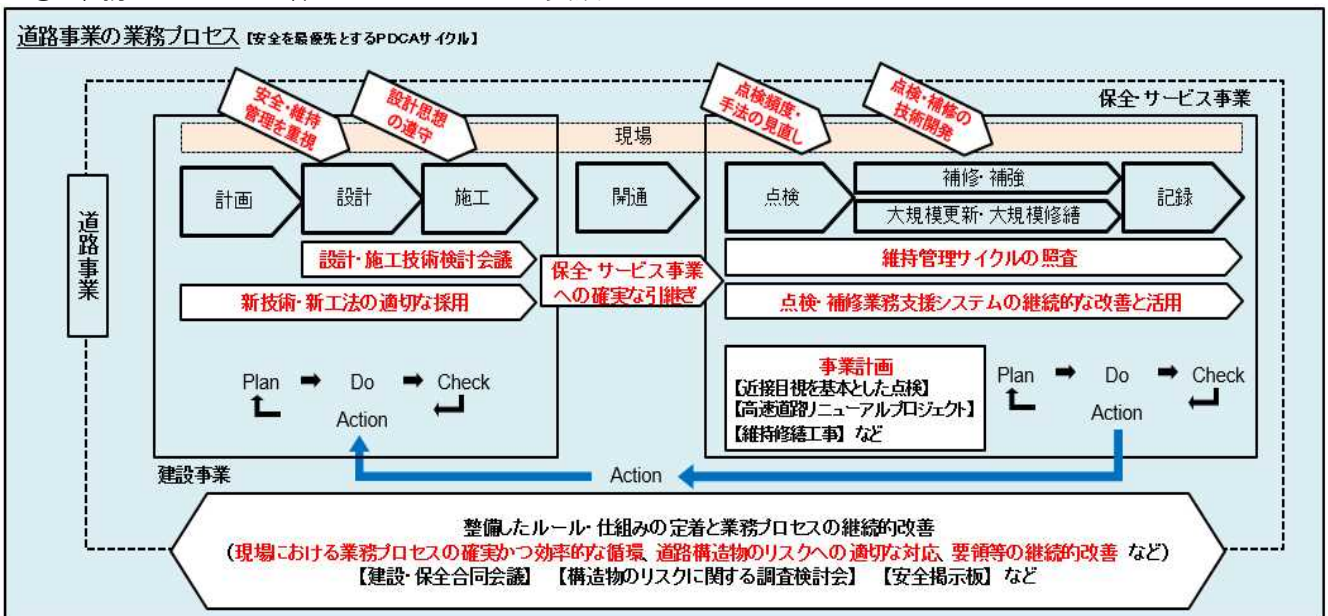 道路事業の業務プロセス【安全を最優先とするPDCAサイクル】
保全・サービス事業
安全・維持
管理を重視
設計思想
の遵守
点検頻度・
手法の見直し
点検・補修の
技術開発
現場
道路事業
計画
設計
施工
開通
点検
補修・補強
大規模更新・大規模修繕
記録
設計・施工技術検討会議
新技術・新工法の適切な採用
保全・サービス事業
への確実な引継ぎ
維持管理サイクルの照査
点検・補修業務支援システムの継続的な改善と活用
Plan ➡ Do ➡ Check
Action
事業計画
【近接目視を基本とした点検】
【高速道路リニューアルプロジェクト】
【維持修繕工事】など
Plan ➡ Do ➡ Check
Action
建設事業
Action
整備したルール・仕組みの定着と業務プロセスの継続的改善
（現場における業務プロセスの確実かつ効率的な循環、道路構造物のリスクへの適切な対応、要領等の継続的改善 など）
【建設・保全合同会議】 【構造物のリスクに関する調査検討会】 【安全掲示板】など